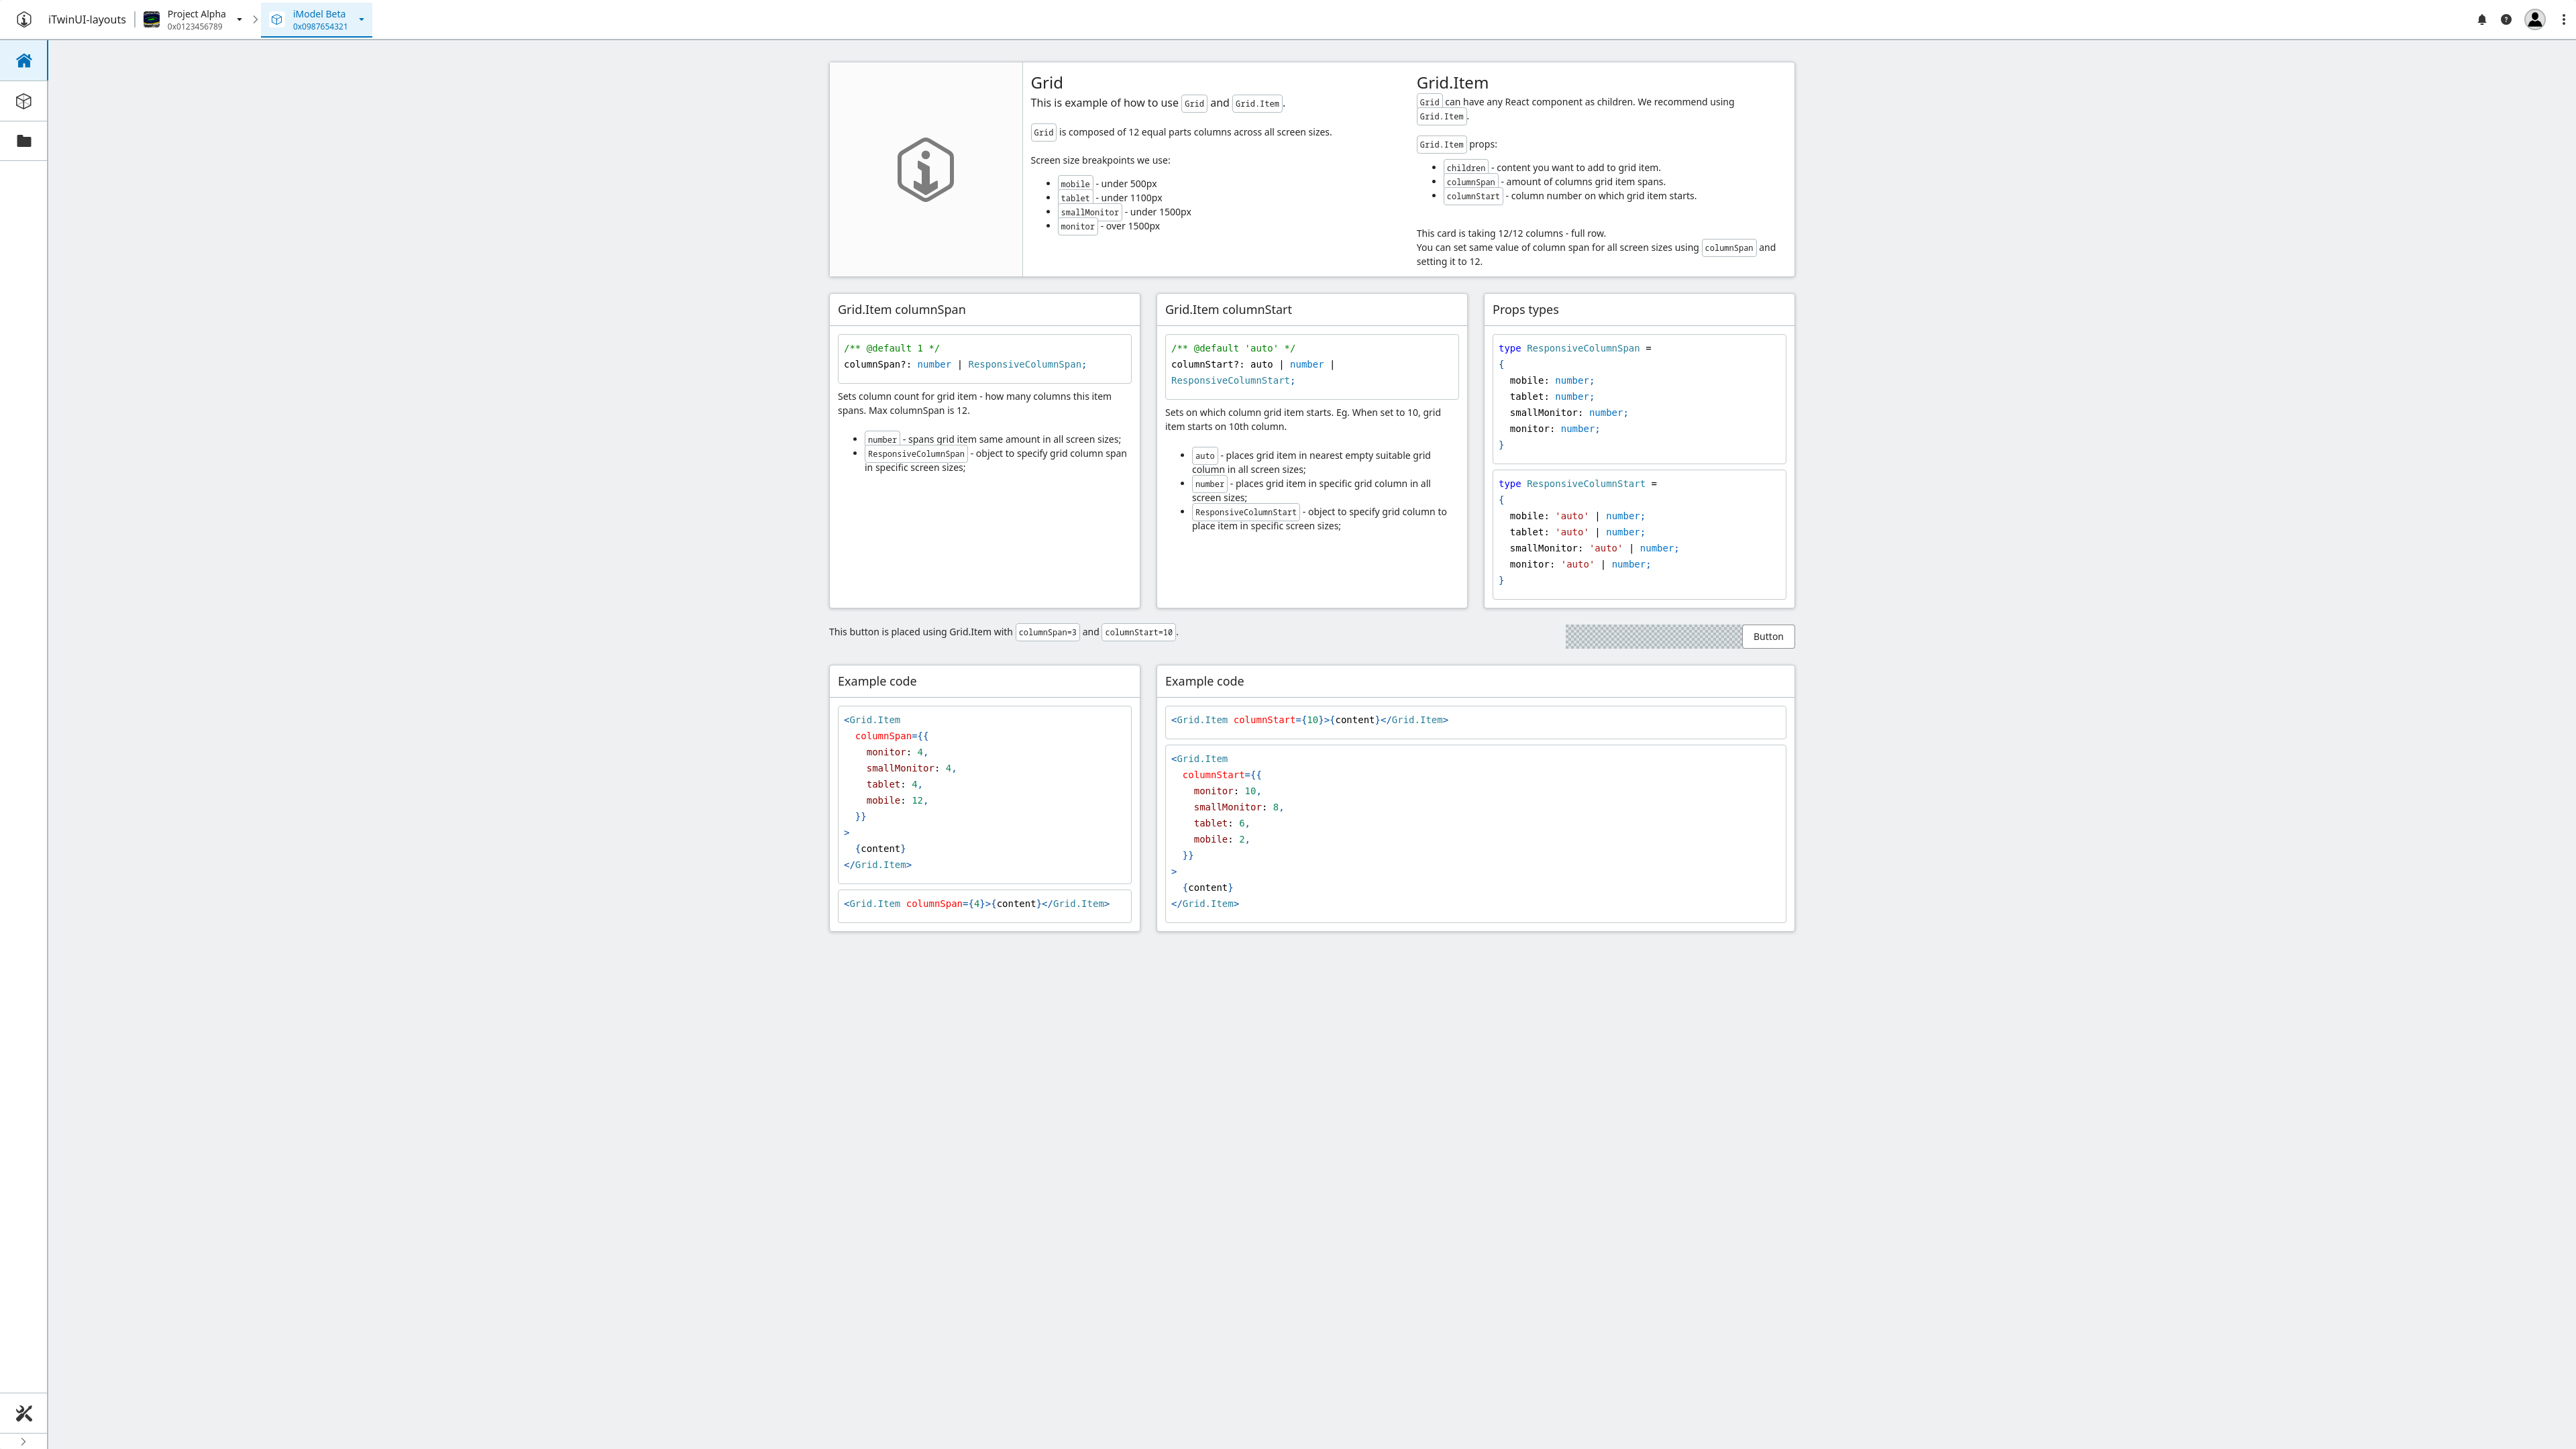 iTwinUI-layouts
Project Alpha
0x0123456789
iModel Beta
0x0987654321
Grid
This is example of how to use Grid and Grid.Item.
Grid is composed of 12 equal parts columns across all screen sizes.
Screen size breakpoints we use:
mobile - under 500px
tablet - under 1100px
smallMonitor - under 1500px
monitor - over 1500px
Grid.Item
Grid can have any React component as children. We recommend using
Grid.Item.
Grid.Item props:
children - content you want to add to grid item.
columnSpan - amount of columns grid item spans.
columnStart - column number on which grid item starts.
This card is taking 12/12 columns - full row.
You can set same value of column span for all screen sizes using columnSpan and
setting it to 12.
Grid.Item columnSpan
/** @default 1 */
columnSpan?: number | ResponsiveColumnSpan;
Sets column count for grid item - how many columns this item
spans. Max columnSpan is 12.
number - spans grid item same amount in all screen sizes;
ResponsiveColumnSpan - object to specify grid column span
in specific screen sizes;
Grid.Item columnStart
/** @default 'auto' */
columnStart?: auto | number |
ResponsiveColumnStart;
Sets on which column grid item starts. Eg. When set to 10, grid
item starts on 10th column.
auto - places grid item in nearest empty suitable grid
column in all screen sizes;
number - places grid item in specific grid column in all
screen sizes;
ResponsiveColumnStart - object to specify grid column to
place item in specific screen sizes;
Props types
type ResponsiveColumnSpan =
{
mobile: number;
tablet: number;
smallMonitor: number;
monitor: number;
}
type ResponsiveColumnStart =
{
mobile: 'auto' | number;
tablet: 'auto' | number;
smallMonitor: 'auto' | number;
monitor: 'auto' | number;
}
This button is placed using Grid.Item with columnSpan=3 and columnStart=10.
Button
Example code
<Grid.Item
columnSpan={{
monitor: 4,
smallMonitor: 4,
tablet: 4,
mobile: 12,
}}
>
{content}
</Grid.Item>
<Grid.Item columnSpan={4}>{content}</Grid.Item>
Example code
<Grid.Item columnStart={10}>{content}</Grid.Item>
<Grid.Item
columnStart={{
monitor: 10,
smallMonitor: 8,
tablet: 6,
mobile: 2,
}}
>
{content}
</Grid.Item>